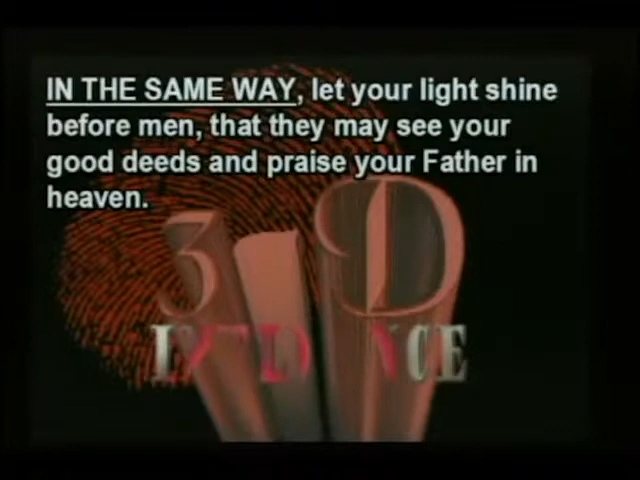 IN THE SAME WAY, let your light shine
before men, that they may see your
good deeds and praise your Father in
heaven.
3 D